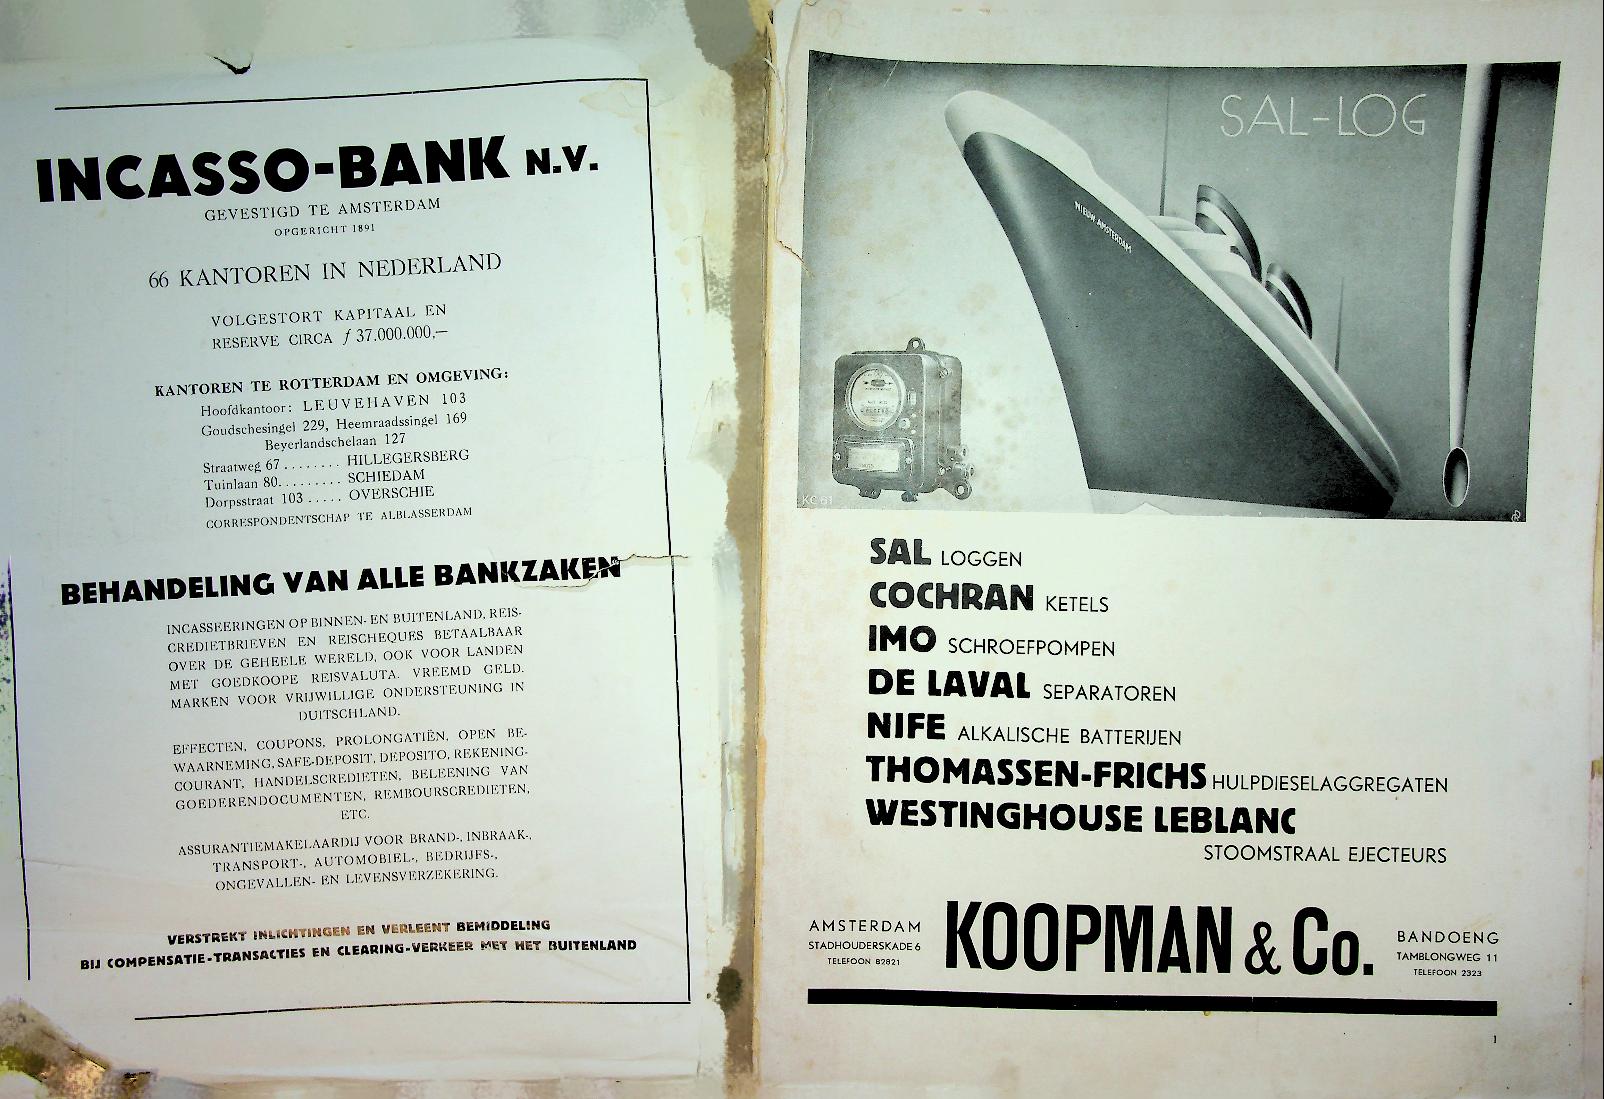 INCASSO-BANK N.V.
GEVESTIGD TE AMSTERDAM
OPGERICHT 1891
66 KANTOREN IN NEDERLAND
VOLGESTORT KAPITAAL EN
RESERVE CIRCA ƒ 37.000.000,—
KANTOREN TE ROTTERDAM EN OMGEVING:
Hoofdkantoor: LEUVEHAVEN 103
Goudschesingel 229, Heemraadssingel 169
Beyerlandschelaan 127
Straatweg 67 ........ HILLEGERSBERG
Tuinlaan 80......... SCHIEDAM
Dorpsstraat 103 ..... OVERSCHIE
CORRESPONDENTSCHAP TE ALBLASSERDAM
BEHANDELING VAN ALLE BANKZAKEN
INCASSEERINGEN OP BINNEN- EN BUITENLAND, REIS-
CREDIETBRIEVEN EN REISCHEQUES BETAALBAAR
OVER DE GEHEELE WERELD, OOK VOOR LANDEN
MET GOEDKOOPE REISVALUTA. VREEMD GELD.
MARKEN VOOR VRIJWILLIGE ONDERSTEUNING IN
DUITSCHLAND.
EFFECTEN, COUPONS, PROLONGATIËN, OPEN BE-
WAARNEMING, SAFE-DEPOSIT, DEPOSITO, REKENING-
COURANT, HANDELSCREDIETEN, BELEENING VAN
GOEDERENDOCUMENTEN, REMBOURSCREDIETEN,
ETC.
ASSURANTIEMAKELAARDIJ VOOR BRAND-, INBRAAK-,
TRANSPORT-, AUTOMOBIEL-, BEDRIJFS-,
ONGEVALLEN- EN LEVENSVERZEKERING.
VERSTREKT INLICHTINGEN EN VERLEENT BEMIDDELING
BIJ COMPENSATIE-TRANSACTIES EN CLEARING-VERKEER MET HET BUITENLAND
SAL-LOG
NIEUW AMSTERDAM
KC 61
SAL LOGGEN
COCHRAN KETELS
IMO SCHROEFPOMPEN
DE LAVAL SEPARATOREN
NIFE ALKALISCHE BATTERIJEN
THOMASSEN-FRICHS HULPDIESELAGGREGATEN
WESTINGHOUSE LEBLANC
STOOMSTRAAL EJECTEURS
AMSTERDAM
STADHOUDERSKADE 6
TELEFOON 82821
KOOPMAN & Co.
BANDOENG
TAMBLONGWEG 11
TELEFOON 2323
1